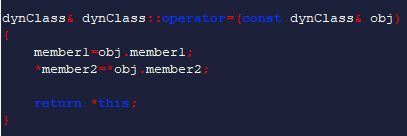 dynClass& dynClass::operator=(const dynClass& obj)
{
    member1=obj.member1;
    *member2=*obj.member2;

    return *this;
}